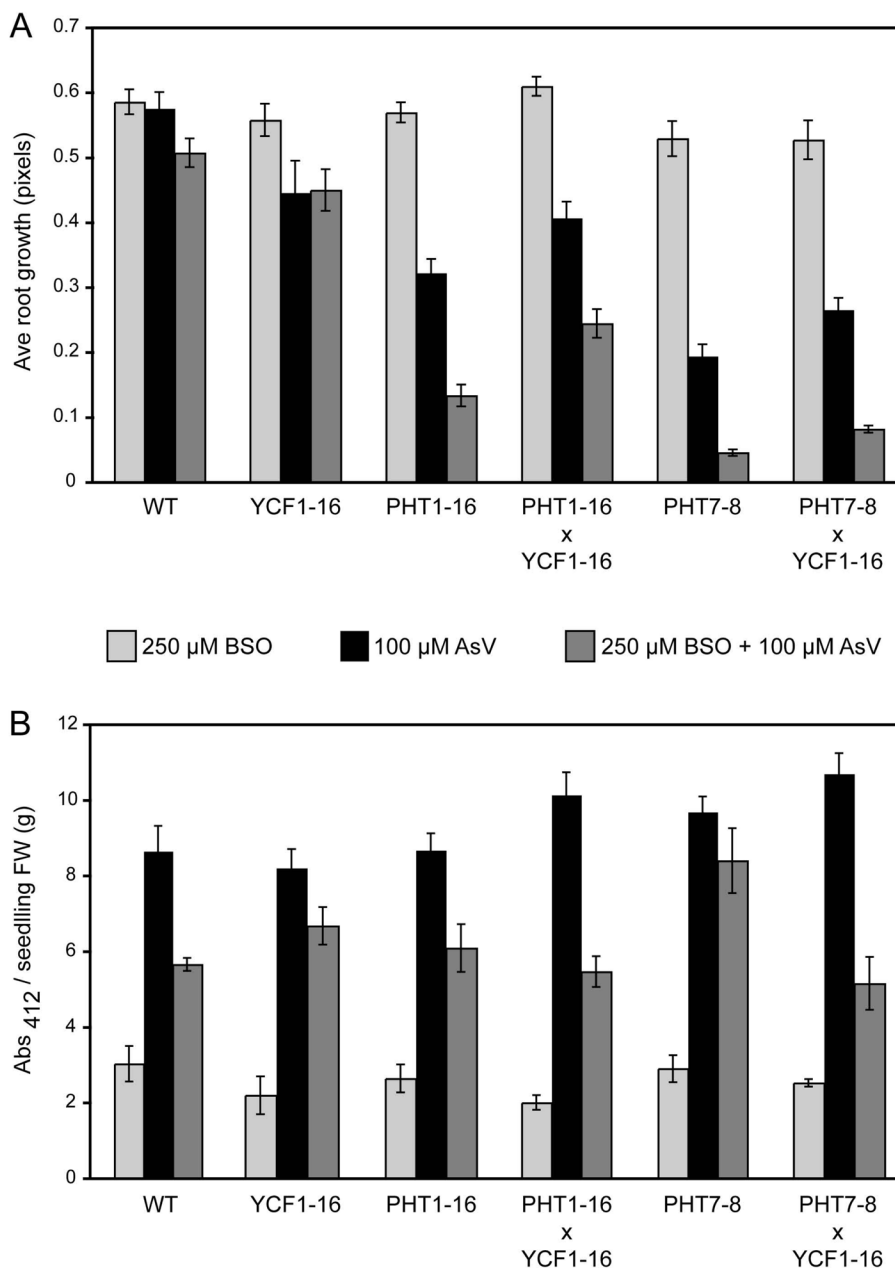 A
Ave root growth (pixels)
0.7
0.6
0.5
0.4
0.3
0.2
0.1
0
WT YCF1-16 PHT1-16 PHT1-16 PHT7-8 PHT7-8
x x
YCF1-16 YCF1-16
250 µM BSO 100 µM AsV 250 µM BSO + 100 µM AsV
B
Abs 412 / seedlling FW (g)
12
10
8
6
4
2
0
WT YCF1-16 PHT1-16 PHT1-16 PHT7-8 PHT7-8
x x
YCF1-16 YCF1-16